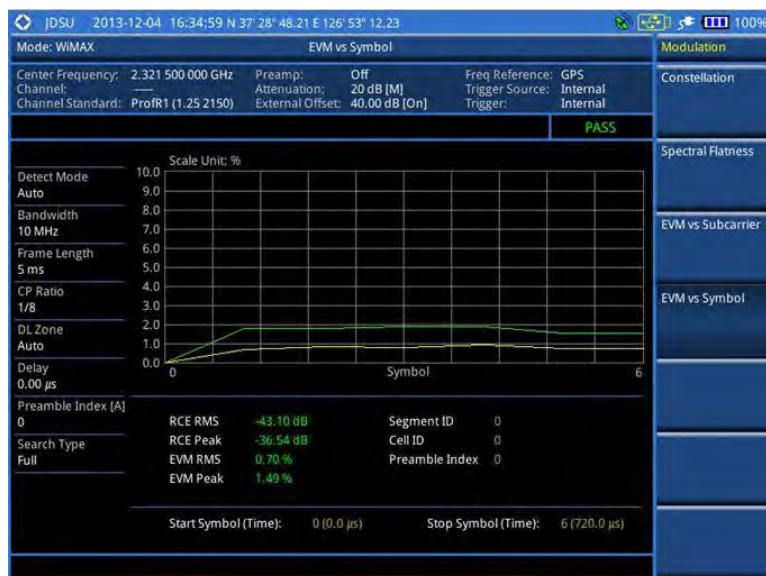 JDSU 2013-12-04 16:34:59 N 37° 28" 48.21 E 126° 53" 12.23 100%
Mode: WiMAX EVM vs Symbol Modulation
Center Frequency: 2.321 500 000 GHz Preamp: Off Freq Reference: GPS
Channel: ---- Attenuation: 20 dB [M] Trigger Source: Internal
Channel Standard: ProfR1 (1.25 2150) External Offset: 40.00 dB [On] Trigger: Internal
Constellation
PASS
Spectral Flatness
EVM vs Subcarrier
EVM vs Symbol
Detect Mode
Auto
Bandwidth
10 MHz
Frame Length
5 ms
CP Ratio
1/8
DL Zone
Auto
Delay
0.00 µs
Preamble Index [A]
0
Search Type
Full
Scale Unit: %
10.0
9.0
8.0
7.0
6.0
5.0
4.0
3.0
2.0
1.0
0.0
0 Symbol 6
RCE RMS -43.10 dB Segment ID 0
RCE Peak -36.54 dB Cell ID 0
EVM RMS 0.70 % Preamble Index 0
EVM Peak 1.49 %
Start Symbol (Time): 0 (0.0 µs) Stop Symbol (Time): 6 (720.0 µs)